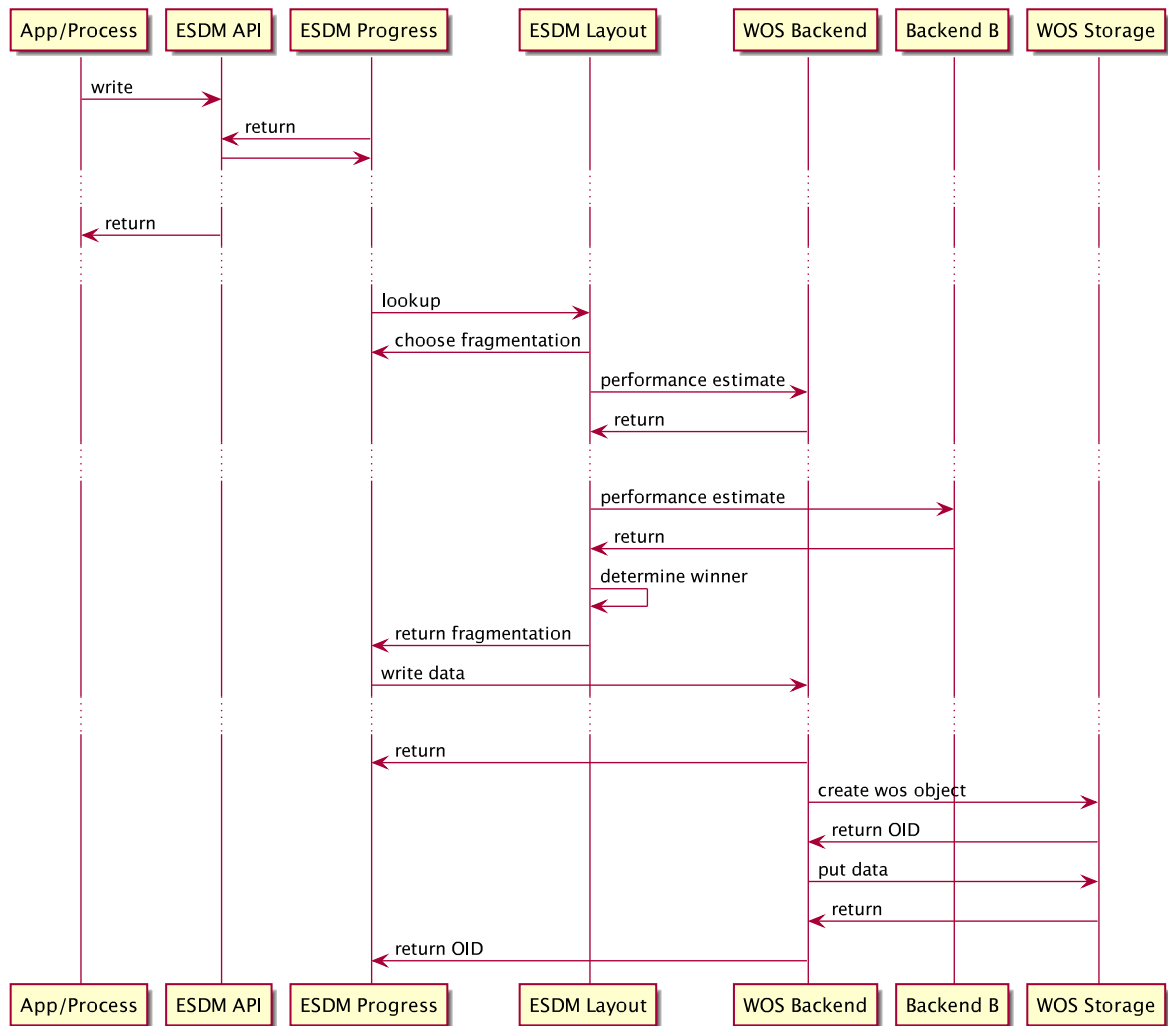 App/Process ESDM API ESDM Progress ESDM Layout WOS Backend Backend B WOS Storage
write
return
return
lookup
choose fragmentation
performance estimate
return
performance estimate
return
determine winner
return fragmentation
write data
return
create wos object
return OID
put data
return
return OID
App/Process ESDM API ESDM Progress ESDM Layout WOS Backend Backend B WOS Storage